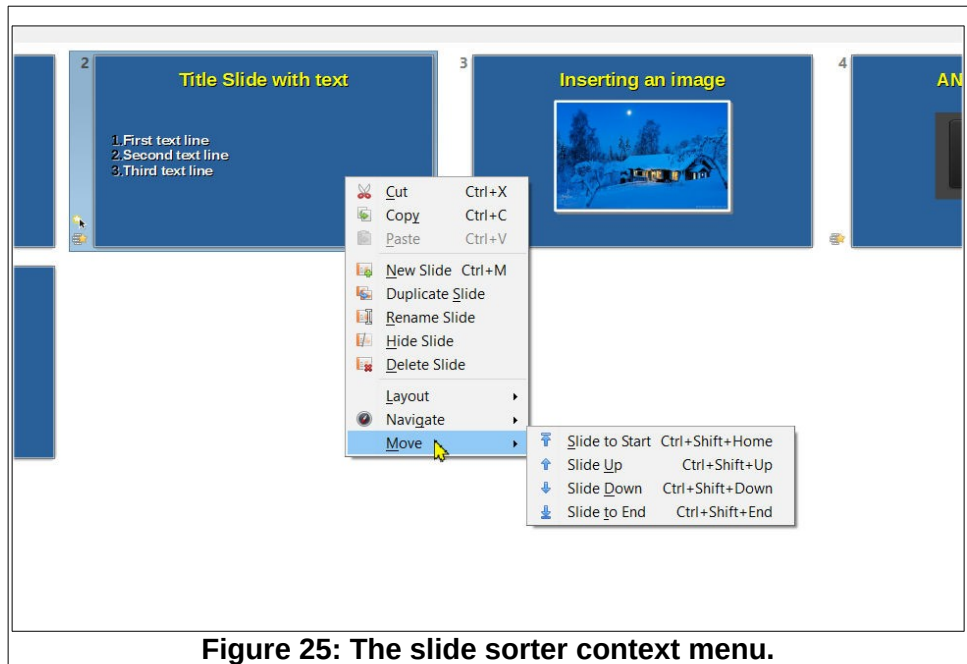 2
Title Slide with text
1.First text line
2.Second text line
3.Third text line
3
Inserting an image
4
AN
Cut Ctrl+X
Copy Ctrl+C
Paste Ctrl+V
New Slide Ctrl+M
Duplicate Slide
Rename Slide
Hide Slide
Delete Slide
Layout
Navigate
Move
Slide to Start Ctrl+Shift+Home
Slide Up Ctrl+Shift+Up
Slide Down Ctrl+Shift+Down
Slide to End Ctrl+Shift+End
Figure 25: The slide sorter context menu.